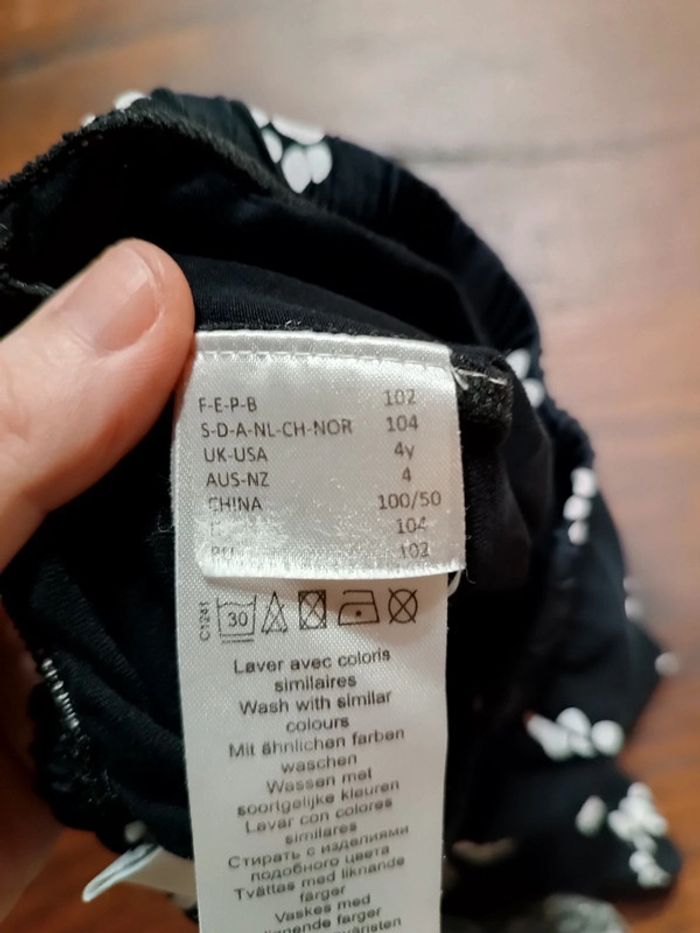 F-E-P-B 102
S-D-A-NL-CH-NOR 104
UK-USA 4y
AUS-NZ 4
CHINA 100/50
104
102
C1241
30
Laver avec coloris
similaires
Wash with similar
colours
Mit ähnlichen farben
waschen
Wassen met
soortgelijke kleuren
Lavar con colores
similares
Стирать с изделиями
подобного цвета
Tvättas med liknande
färger
Vaskes med
lignende farger